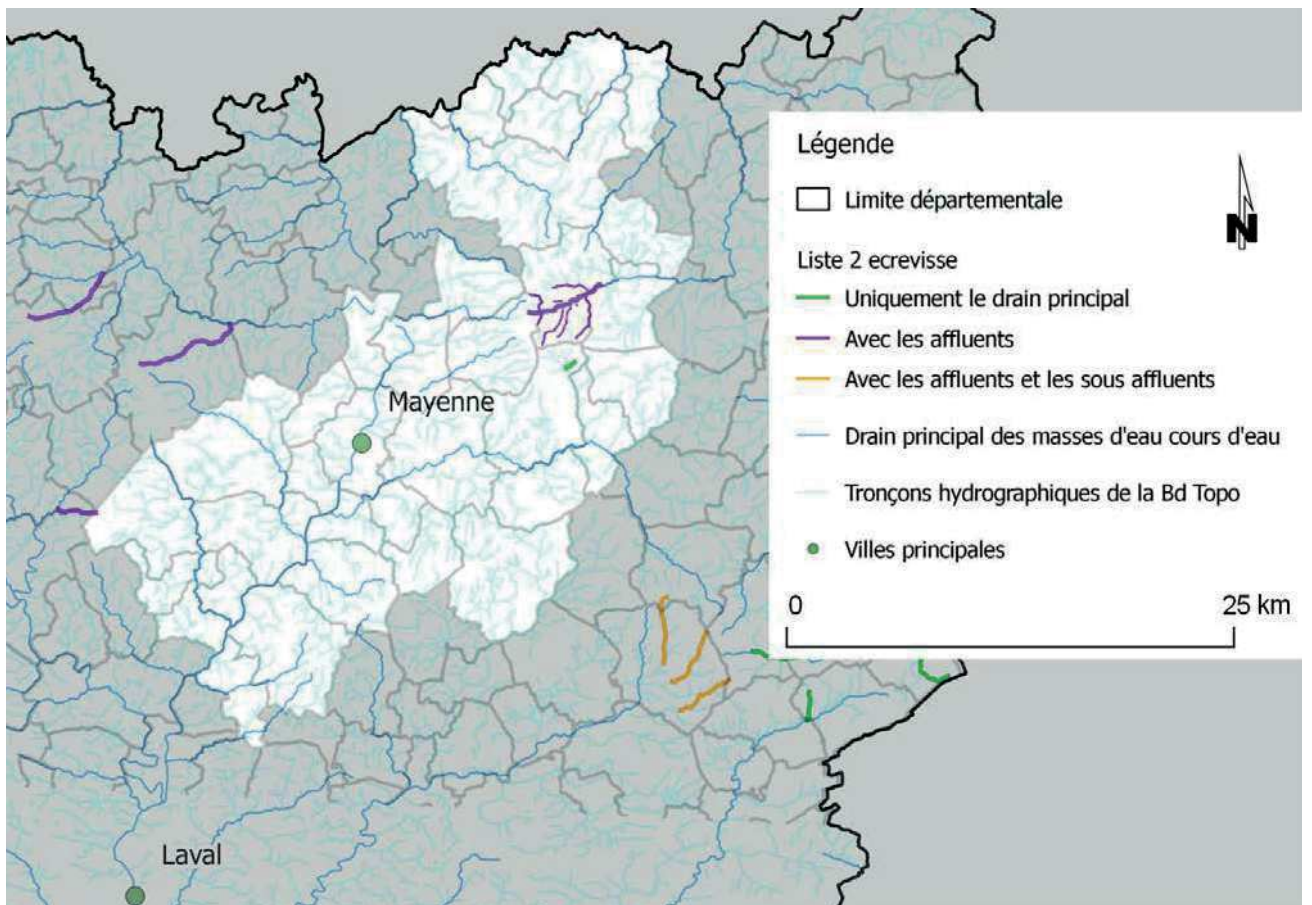 Légende
Limite départementale
Liste 2 ecrevisse
Uniquement le drain principal
Avec les affluents
Avec les affluents et les sous affluents
Drain principal des masses d'eau cours d'eau
Tronçons hydrographiques de la Bd Topo
Villes principales
0 25 km
N
Mayenne
Laval